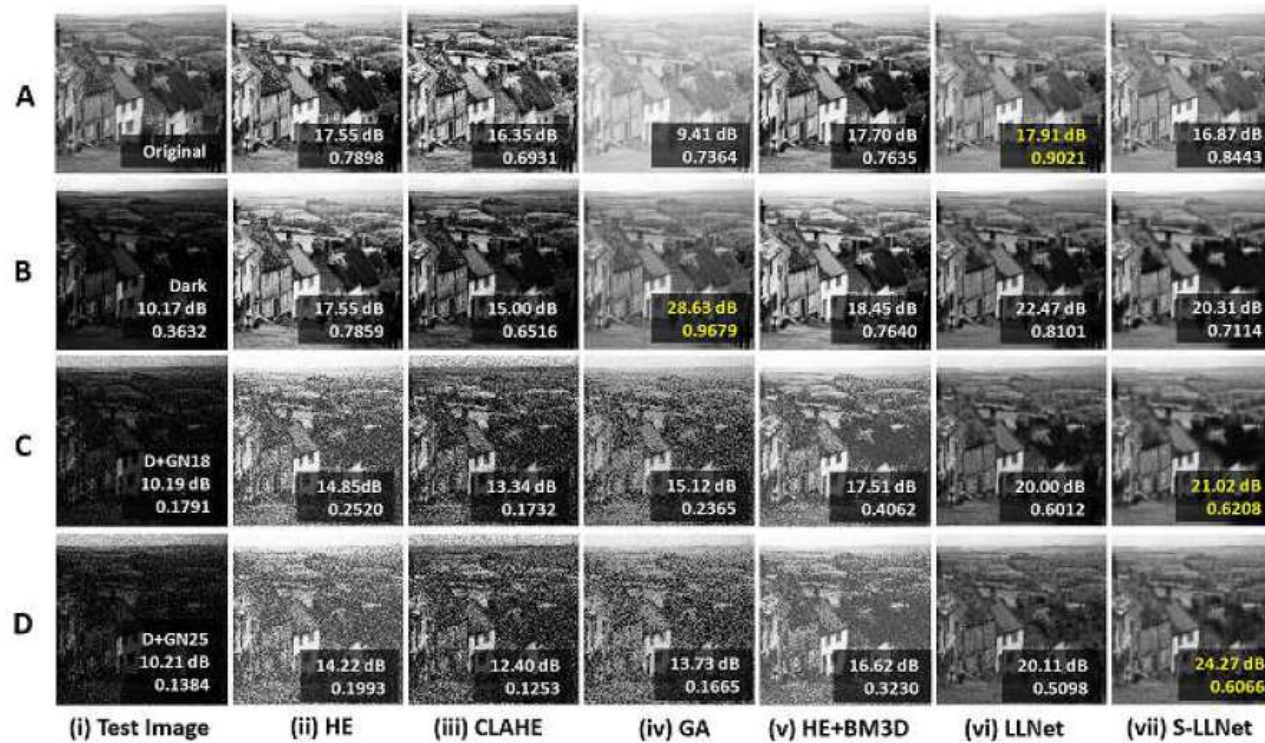 A
Original
17.55 dB
0.7898
16.35 dB
0.6931
9.41 dB
0.7364
17.70 dB
0.7635
17.91 dB
0.9021
16.87 dB
0.8443
B
Dark
10.17 dB
0.3632
17.55 dB
0.7859
15.00 dB
0.6516
28.63 dB
0.9679
18.45 dB
0.7640
22.47 dB
0.8101
20.31 dB
0.7114
C
D+GN18
10.19 dB
0.1791
14.85dB
0.2520
13.34 dB
0.1732
15.12 dB
0.2365
17.51 dB
0.4062
20.00 dB
0.6012
21.02 dB
0.6208
D
D+GN25
10.21 dB
0.1384
14.22 dB
0.1993
12.40 dB
0.1253
13.73 dB
0.1665
16.62 dB
0.3230
20.11 dB
0.5098
24.27 dB
0.6066
(i) Test Image
(ii) HE
(iii) CLAHE
(iv) GA
(v) HE+BM3D
(vi) LLNet
(vii) S-LLNet